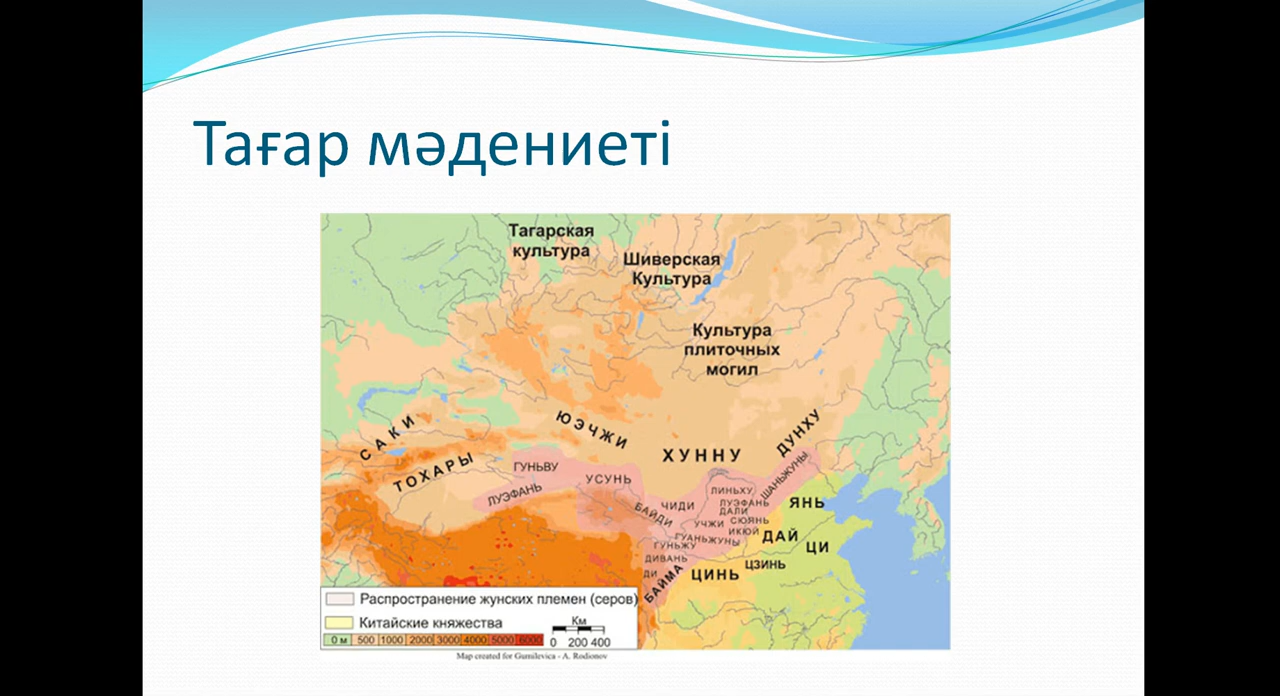 Тағар мәдениеті
Тагарская
культура
Шиверская
Культура
Культура
плиточных
могил
САКИ
ТОХАРЫ
ЮЭЧЖИ
ХУННУ
ДУНХУ
ГУНЬВУ
ЛУЭФАНЬ
УСУНЬ
БАЙДИ
ЧИДИ
ЛИНЬХУ
ЛУЭФАНЬ
ДАЛИ
ШАНЬЖУНЫ
УЧЖИ
СЮЯНЬ
ИКЮЙ
ГУАНЬЖУНЫ
ГУНЬЖУ
ДИВАНЬ
ДИ
БАЙМА
ЯНЬ
ДАЙ
ЦИ
ЦЗИНЬ
ЦИНЬ
Распространение жунских племен (серов)
Китайские княжества
0 м 500 1000 2000 3000 4000 5000 6000
Км
0 200 400
Map created for Gumilevica - A. Rodionov